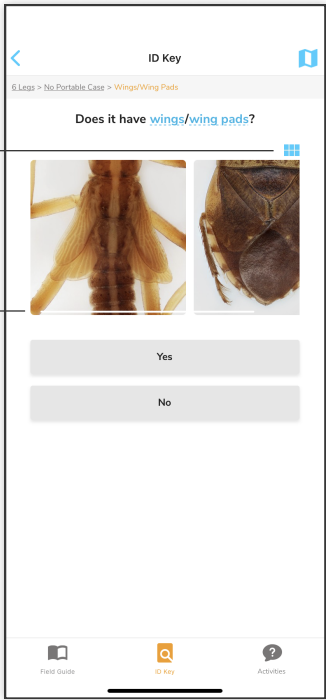 ID Key
6 Legs > No Portable Case > Wings/Wing Pads
Does it have wings/wing pads?
Yes
No
Field Guide
ID Key
Activities